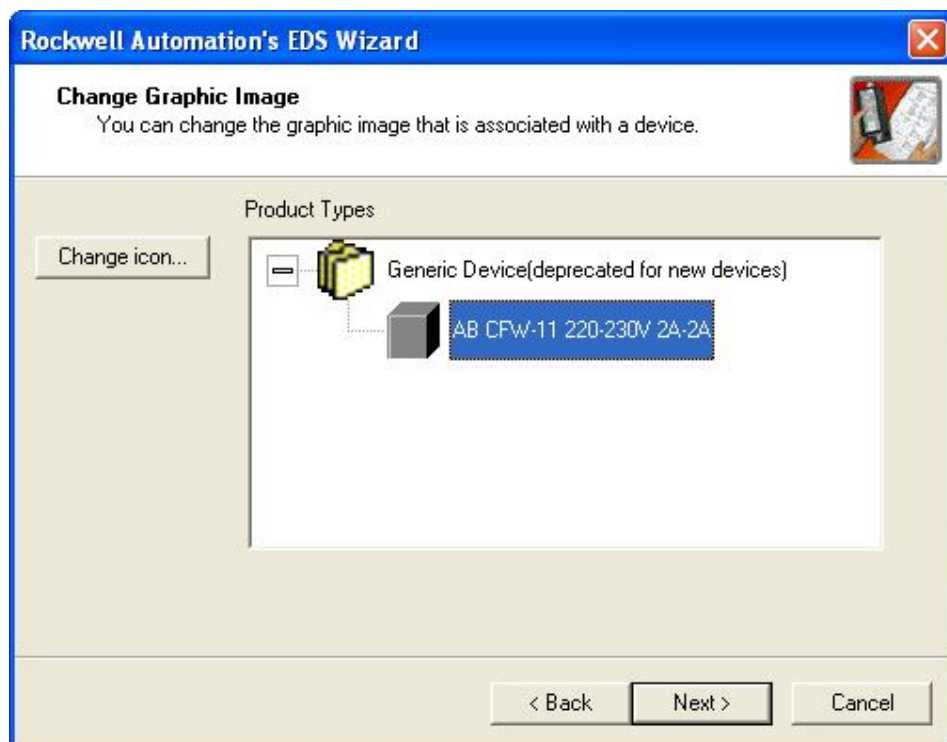 Rockwell Automation's EDS Wizard
Change Graphic Image
You can change the graphic image that is associated with a device.
Product Types
Change icon...
Generic Device(deprecated for new devices)
AB CFW-11 220-230V 2A-2A
< Back
Next >
Cancel